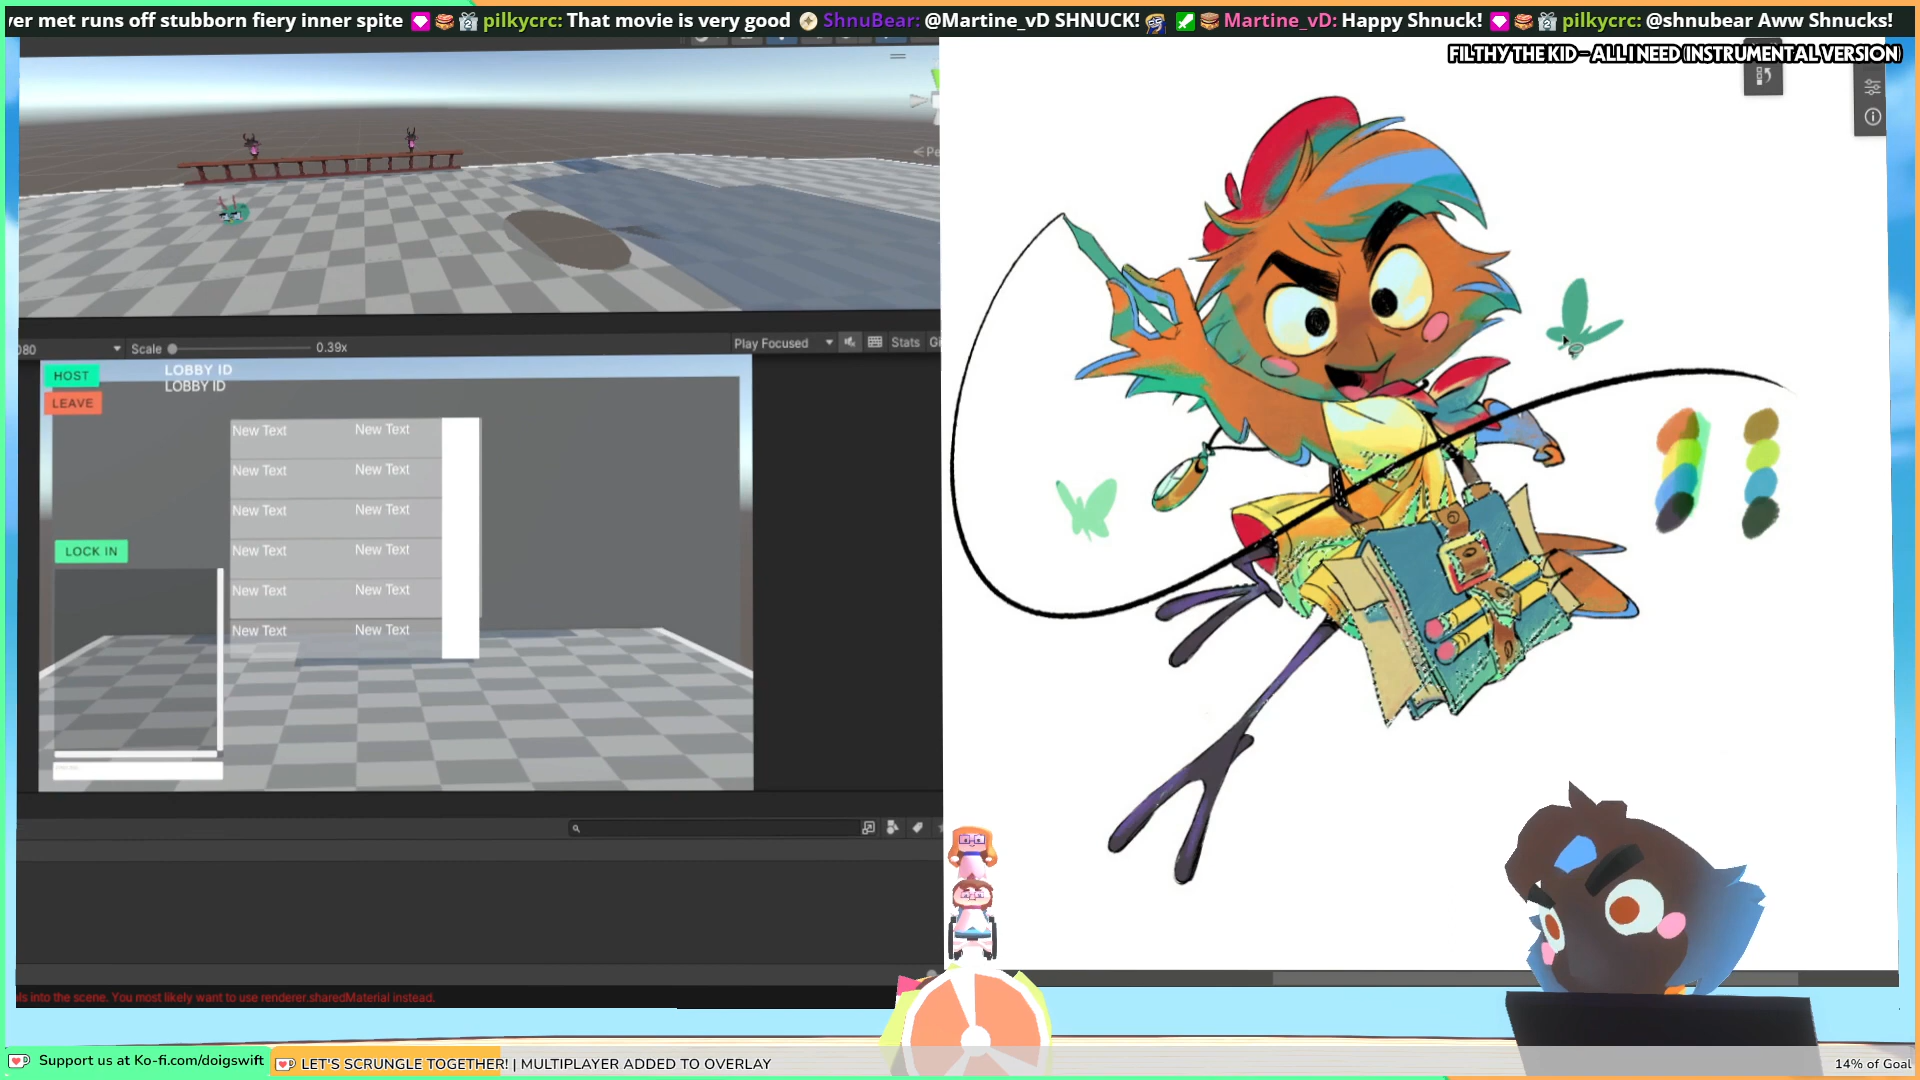 ver met runs off stubborn fiery inner spite pilkycrc: That movie is very good ShnuBear: @Martine_vD SHNUCK! Martine_vD: Happy Shnuck! pilkycrc: @shnubear Aww Shnucks!
FILTHY THE KID - ALL I NEED (INSTRUMENTAL VERSION)
080 Scale 0.39x Play Focused Stats
HOST LOBBY ID
LEAVE LOBBY ID
New Text New Text
New Text New Text
New Text New Text
LOCK IN New Text New Text
New Text New Text
New Text New Text
ls into the scene. You most likely want to use renderer.sharedMaterial instead.
Support us at Ko-fi.com/doigswift LET'S SCRUNGLE TOGETHER! | MULTIPLAYER ADDED TO OVERLAY 14% of Goal